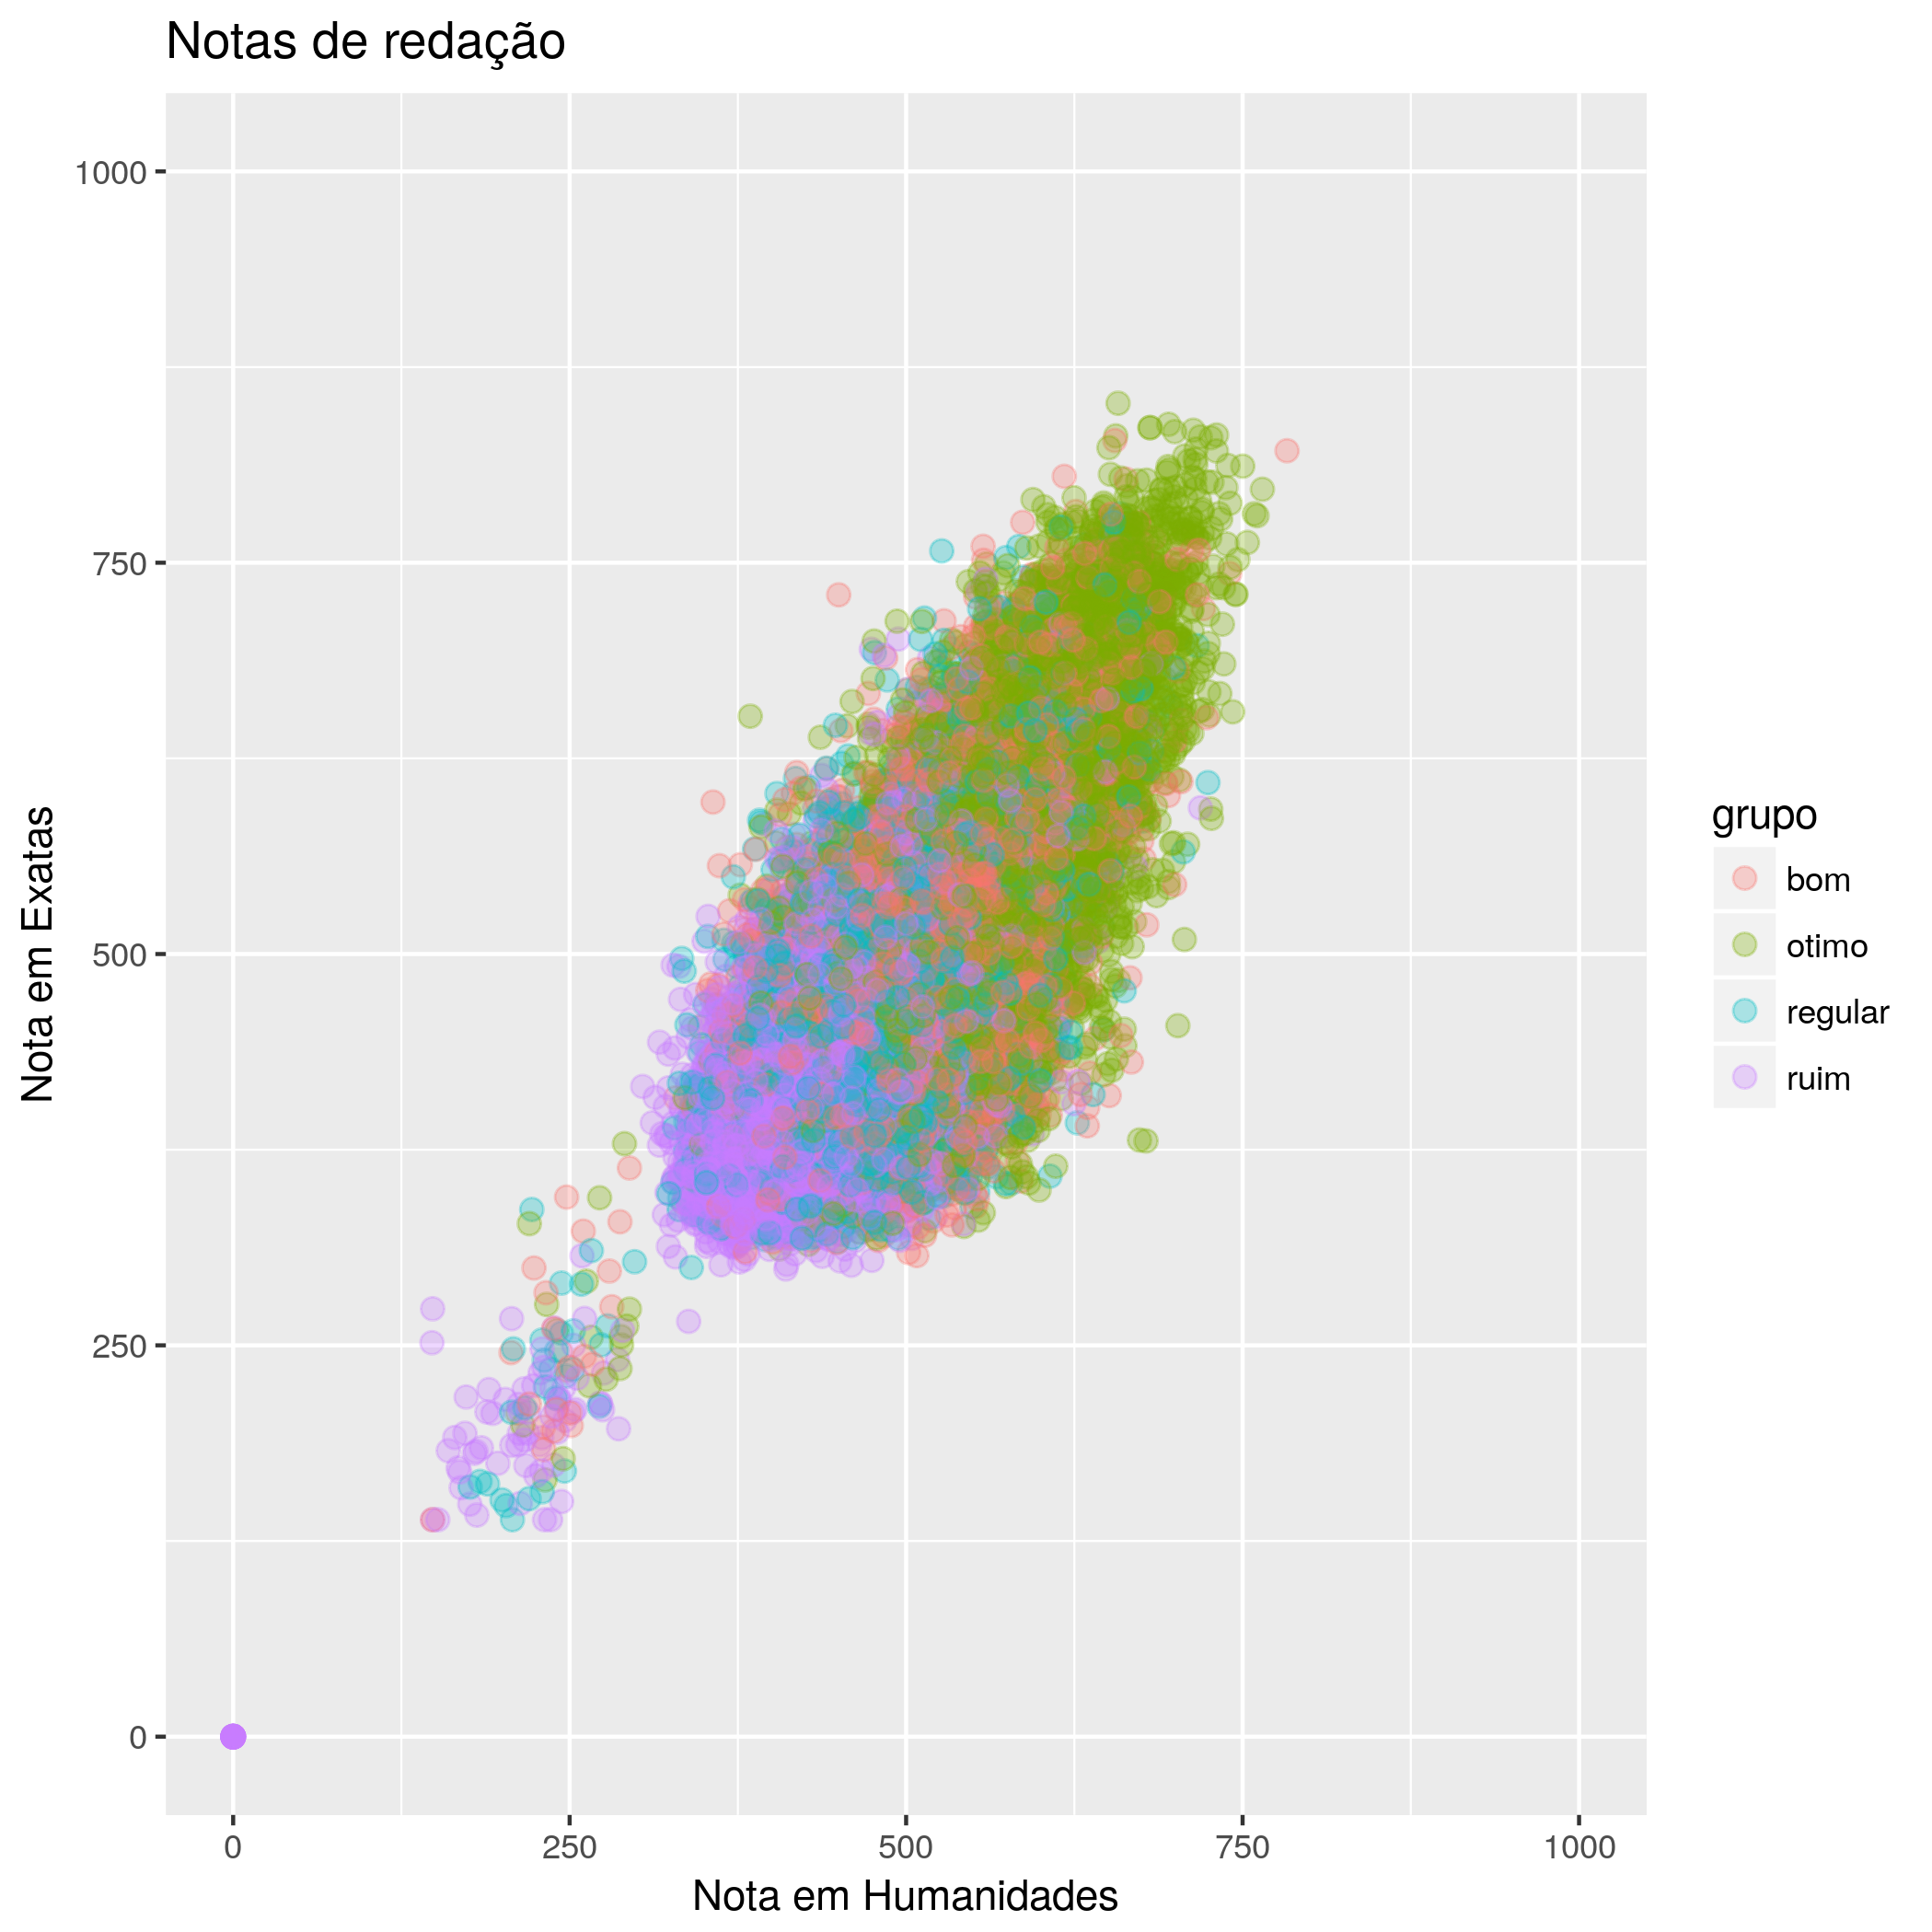 Notas de redação
1000
750
500
250
0
Nota em Exatas
0 250 500 750 1000
Nota em Humanidades
grupo
bom
otimo
regular
ruim